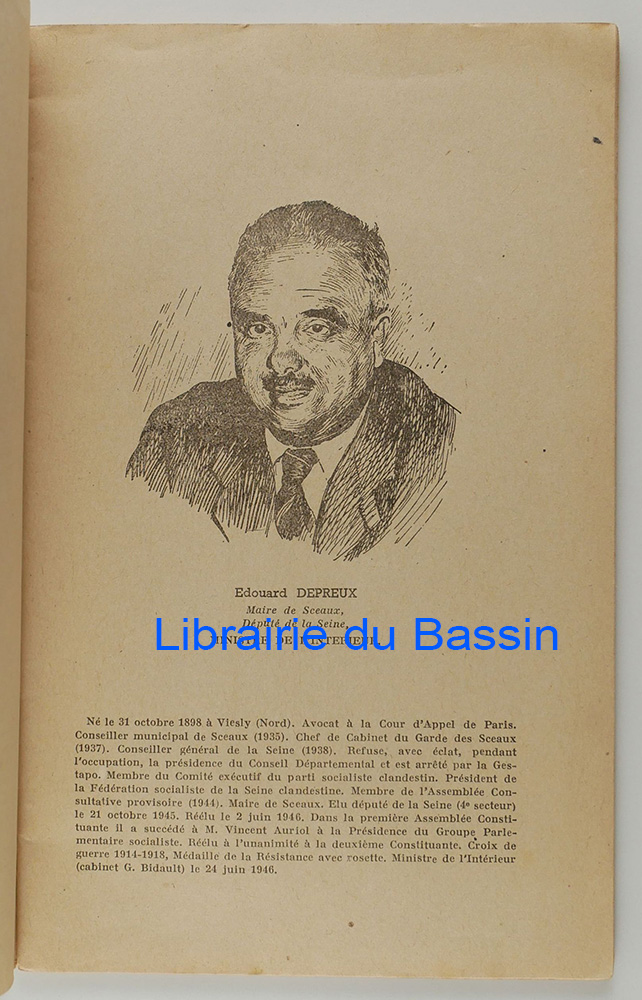 Edouard DEPREUX
Maire de Sceaux,
Député de la Seine,
MINISTRE DE L'INTERIEUR.
Librairie du Bassin
Né le 31 octobre 1898 à Viesly (Nord). Avocat à la Cour d'Appel de Paris.
Conseiller municipal de Sceaux (1935). Chef de Cabinet du Garde des Sceaux
(1937). Conseiller général de la Seine (1938). Refuse, avec éclat, pendant
l'occupation, la présidence du Conseil Départemental et est arrêté par la Ges-
tapo. Membre du Comité exécutif du parti socialiste clandestin. Président de
la Fédération socialiste de la Seine clandestine. Membre de l'Assemblée Con-
sultative provisoire (1944). Maire de Sceaux. Elu député de la Seine (4e secteur)
le 21 octobre 1945. Réélu le 2 juin 1946. Dans la première Assemblée Consti-
tuante il a succédé à M. Vincent Auriol à la Présidence du Groupe Parle-
mentaire socialiste. Réélu à l'unanimité à la deuxième Constituante. Croix de
guerre 1914-1918, Médaille de la Résistance avec rosette. Ministre de l'Intérieur
(cabinet G. Bidault) le 24 juin 1946.